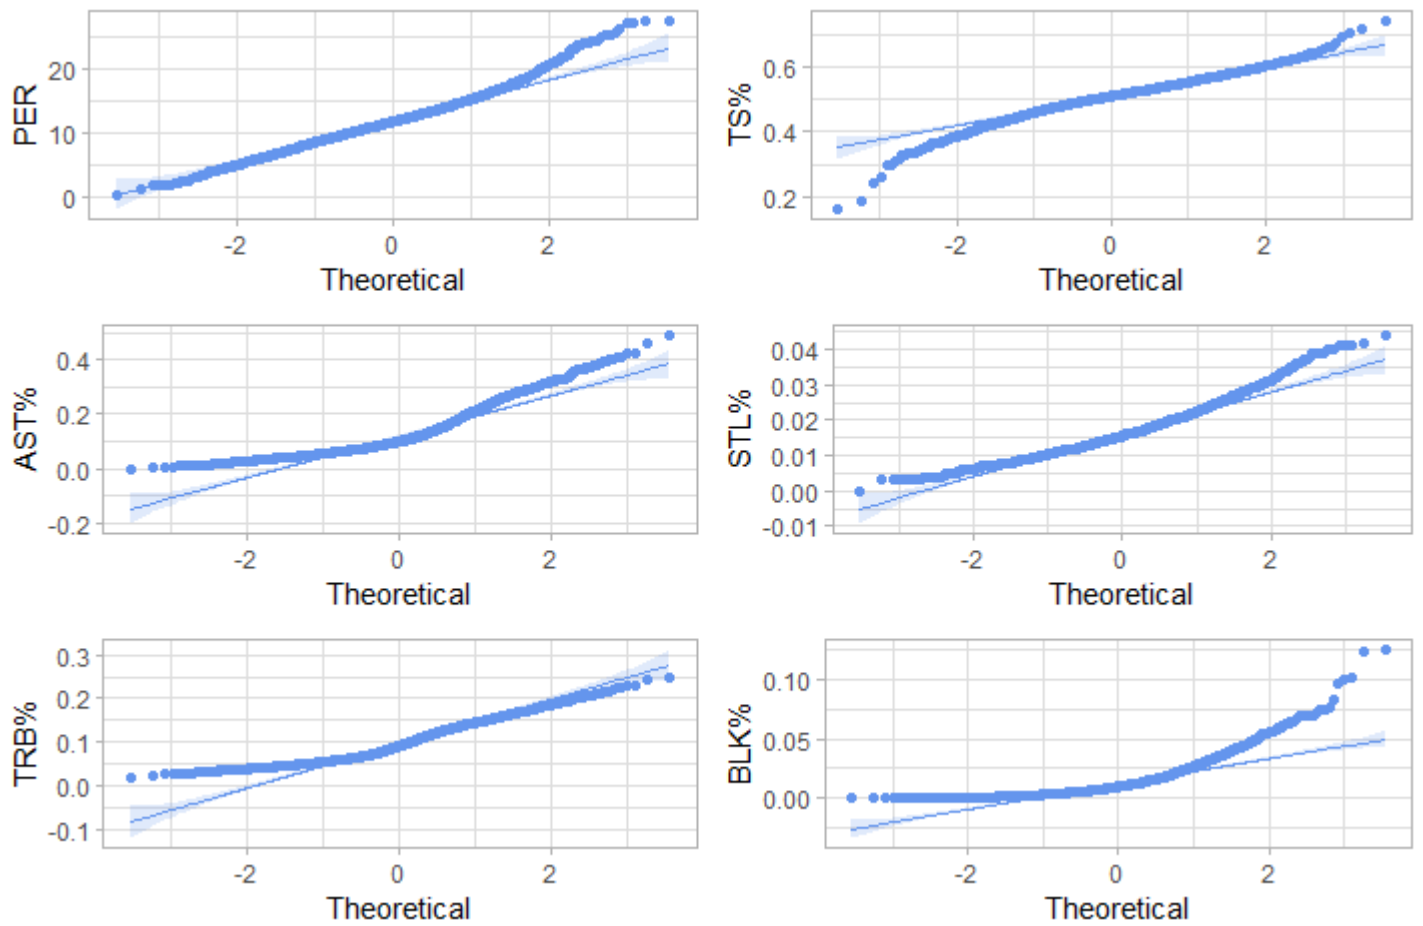 PER
20
10
0
-2 0 2
Theoretical
TS%
0.6
0.4
0.2
-2 0 2
Theoretical
AST%
0.4
0.2
0.0
-0.2
-2 0 2
Theoretical
STL%
0.04
0.03
0.02
0.01
0.00
-0.01
-2 0 2
Theoretical
TRB%
0.3
0.2
0.1
0.0
-0.1
-2 0 2
Theoretical
BLK%
0.10
0.05
0.00
-2 0 2
Theoretical